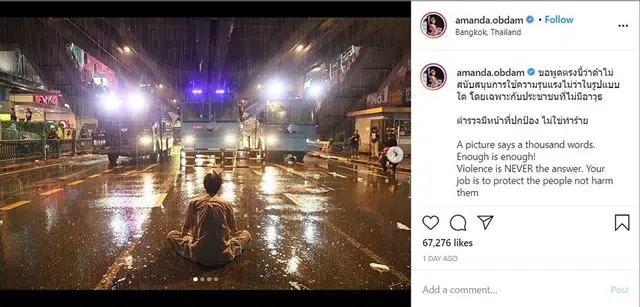 amanda.obdam • Follow
Bangkok, Thailand
amanda.obdam ขอพูดตรงนี้ว่าด้าไม่
สนับสนุนการใช้ความรุนแรงไม่ว่าในรูปแบบ
ใด โดยเฉพาะกับประชาชนที่ไม่มีอาวุธ
ตำรวจมีหน้าที่ปกป้อง ไม่ใช่ทำร้าย
A picture says a thousand words.
Enough is enough!
Violence is NEVER the answer. Your
job is to protect the people not harm
them
67,276 likes
1 DAY AGO
Add a comment...
Post